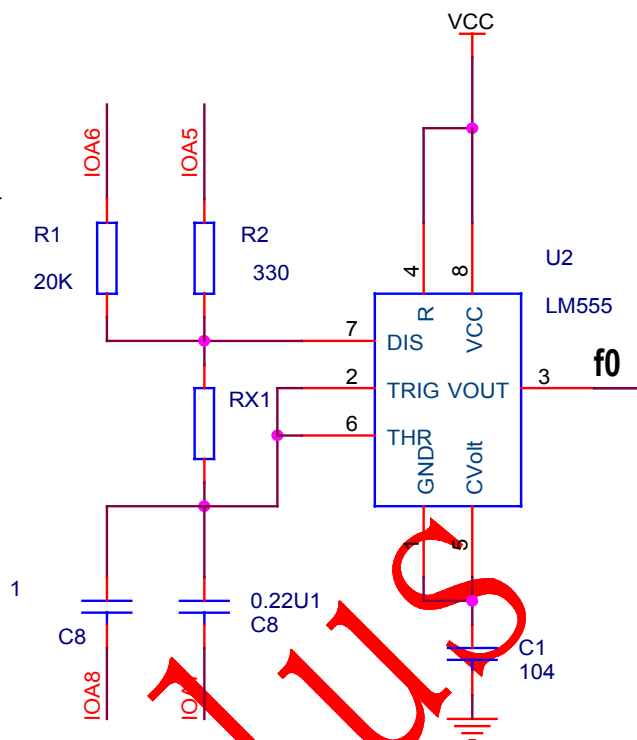 VCC
IOA6
IOA5
R1
20K
R2
330
U2
LM555
4
8
R
VCC
7
DIS
2
TRIG
VOUT
3
f0
6
THR
GND
CVolt
1
5
RX1
1
C8
0.22U1
C8
C1
104
IOA8
lus